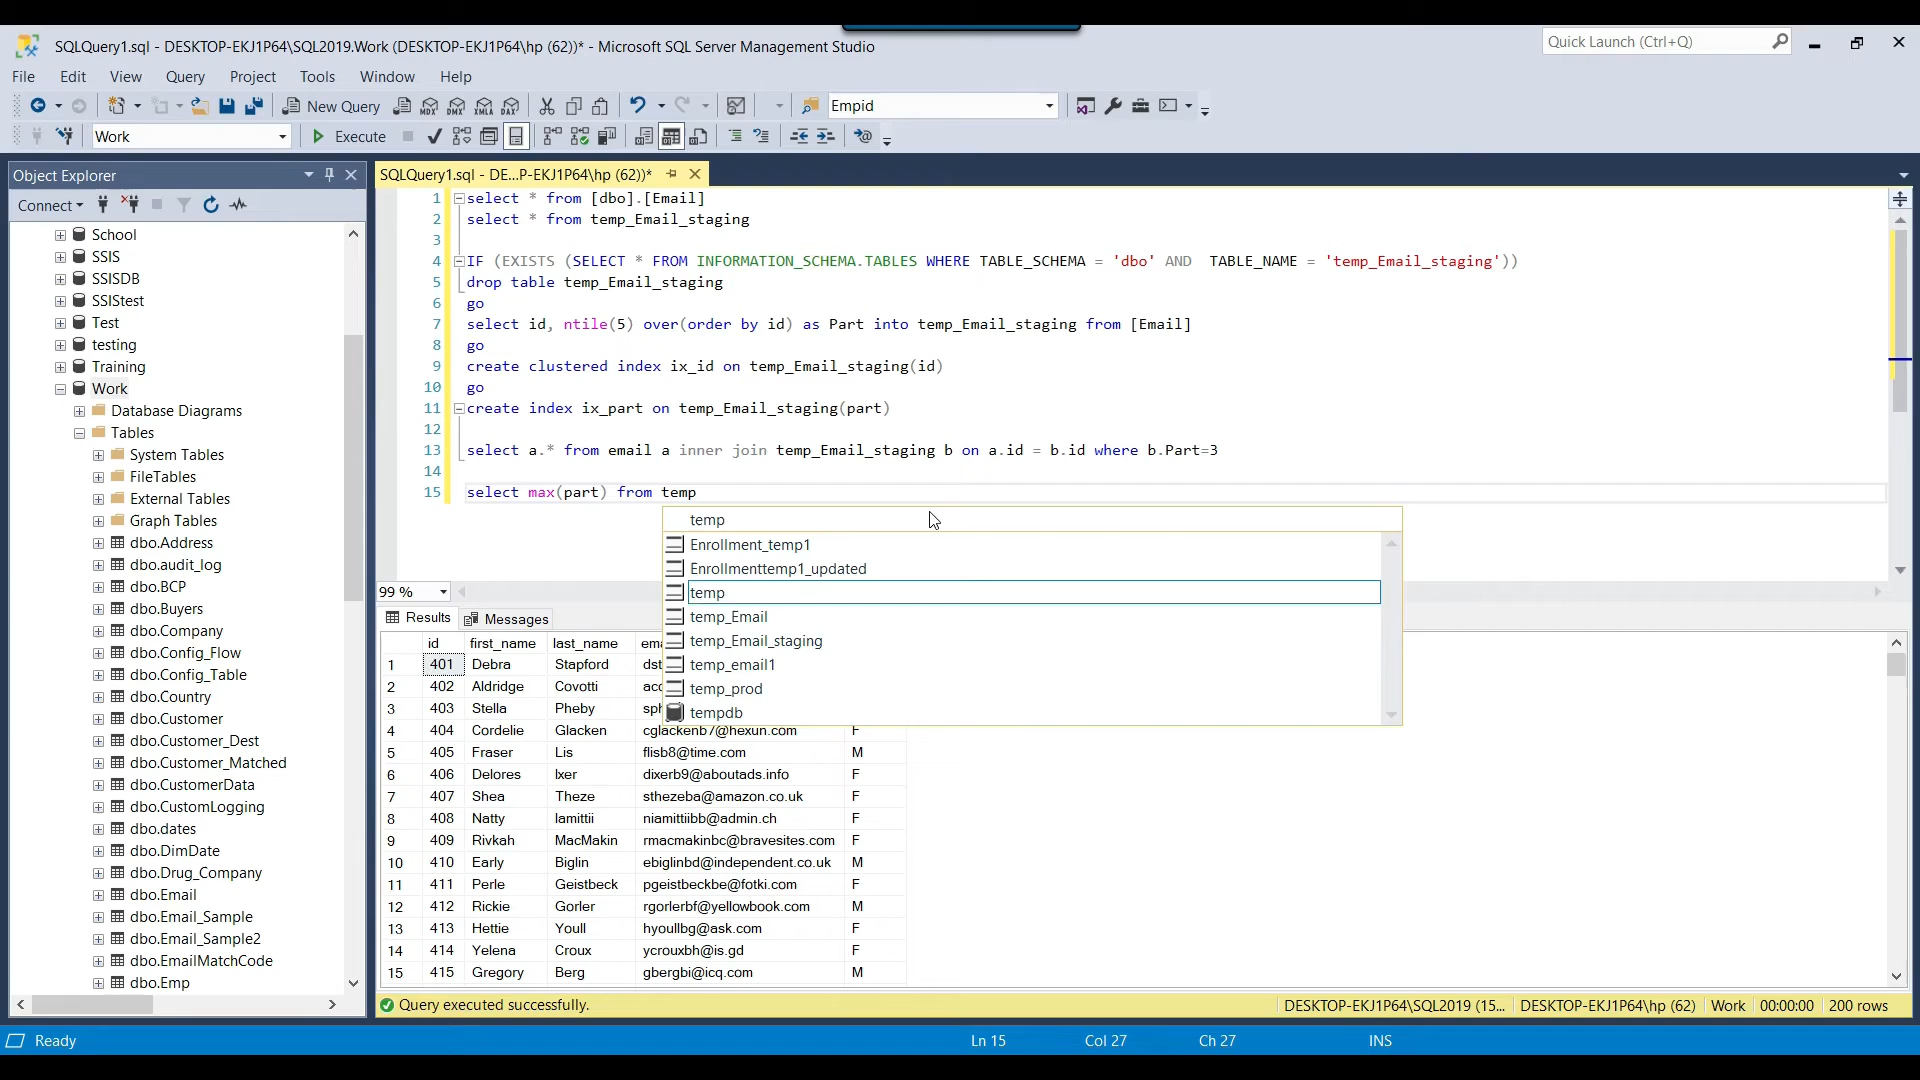 SQLQuery1.sql - DESKTOP-EKJ1P64\SQL2019.Work (DESKTOP-EKJ1P64\hp (62))* - Microsoft SQL Server Management Studio
Quick Launch (Ctrl+Q)
File Edit View Query Project Tools Window Help
New Query MDX DMX XMLA DAX Empid
Work Execute
Object Explorer
Connect
School
SSIS
SSISDB
SSIStest
Test
testing
Training
Work
Database Diagrams
Tables
System Tables
FileTables
External Tables
Graph Tables
dbo.Address
dbo.audit_log
dbo.BCP
dbo.Buyers
dbo.Company
dbo.Config_Flow
dbo.Config_Table
dbo.Country
dbo.Customer
dbo.Customer_Dest
dbo.Customer_Matched
dbo.CustomerData
dbo.CustomLogging
dbo.dates
dbo.DimDate
dbo.Drug_Company
dbo.Email
dbo.Email_Sample
dbo.Email_Sample2
dbo.EmailMatchCode
dbo.Emp
SQLQuery1.sql - DE...P-EKJ1P64\hp (62))*
1 select * from [dbo].[Email]
2 select * from temp_Email_staging
3
4 IF (EXISTS (SELECT * FROM INFORMATION_SCHEMA.TABLES WHERE TABLE_SCHEMA = 'dbo' AND TABLE_NAME = 'temp_Email_staging'))
5 drop table temp_Email_staging
6 go
7 select id, ntile(5) over(order by id) as Part into temp_Email_staging from [Email]
8 go
9 create clustered index ix_id on temp_Email_staging(id)
10 go
11 create index ix_part on temp_Email_staging(part)
12
13 select a.* from email a inner join temp_Email_staging b on a.id = b.id where b.Part=3
14
15 select max(part) from temp
temp
Enrollment_temp1
Enrollmenttemp1_updated
temp
temp_Email
temp_Email_staging
temp_email1
temp_prod
tempdb
99 %
Results Messages
id first_name last_name ema
1 401 Debra Stapford dst
2 402 Aldridge Covotti acc
3 403 Stella Pheby sph
4 404 Cordelie Glacken cglackenb7@hexun.com F
5 405 Fraser Lis flisb8@time.com M
6 406 Delores Ixer dixerb9@aboutads.info F
7 407 Shea Theze sthezeba@amazon.co.uk F
8 408 Natty Iamittii niamittiibb@admin.ch F
9 409 Rivkah MacMakin rmacmakinbc@bravesites.com F
10 410 Early Biglin ebiglinbd@independent.co.uk M
11 411 Perle Geistbeck pgeistbeckbe@fotki.com F
12 412 Rickie Gorler rgorlerbf@yellowbook.com M
13 413 Hettie Youll hyoullbg@ask.com F
14 414 Yelena Croux ycrouxbh@is.gd F
15 415 Gregory Berg gbergbi@icq.com M
Query executed successfully. DESKTOP-EKJ1P64\SQL2019 (15... DESKTOP-EKJ1P64\hp (62) Work 00:00:00 200 rows
Ready Ln 15 Col 27 Ch 27 INS